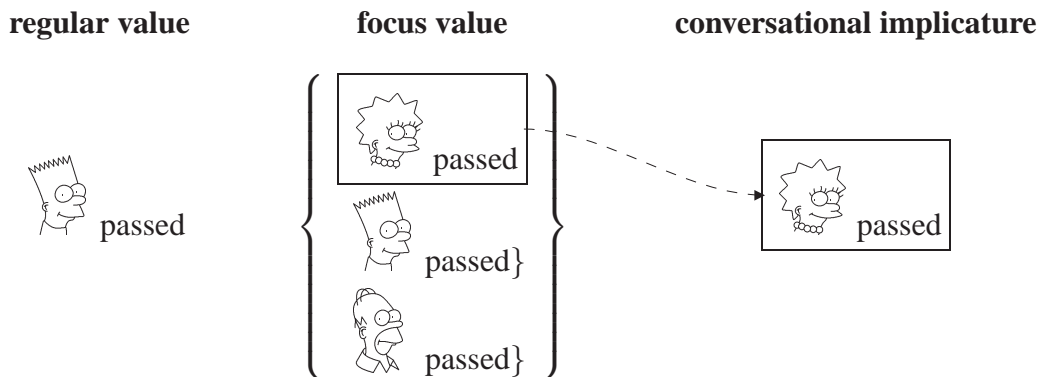 regular value focus value conversational implicature
passed
passed
passed
passed}
passed}